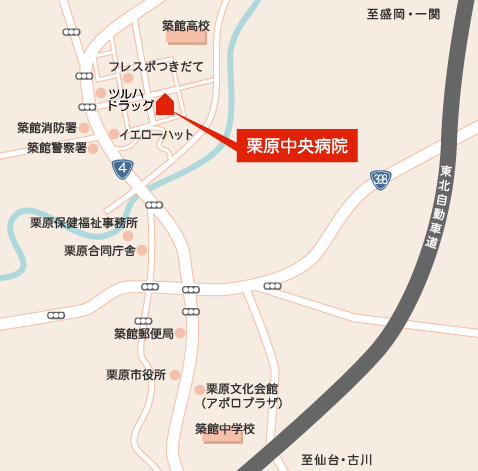 至盛岡・一関
築館高校
フレスポつきだて
ツルハ
ドラッグ
築館消防署
イエローハット
築館警察署
栗原中央病院
4
398
東北自動車道
栗原保健福祉事務所
栗原合同庁舎
築館郵便局
栗原市役所
栗原文化会館
(アポロプラザ)
築館中学校
至仙台・古川